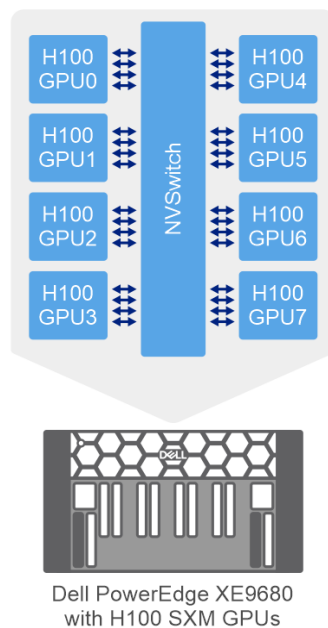 H100
GPU0
H100
GPU4
H100
GPU1
H100
GPU5
NVSwitch
H100
GPU2
H100
GPU6
H100
GPU3
H100
GPU7
DELL
Dell PowerEdge XE9680
with H100 SXM GPUs